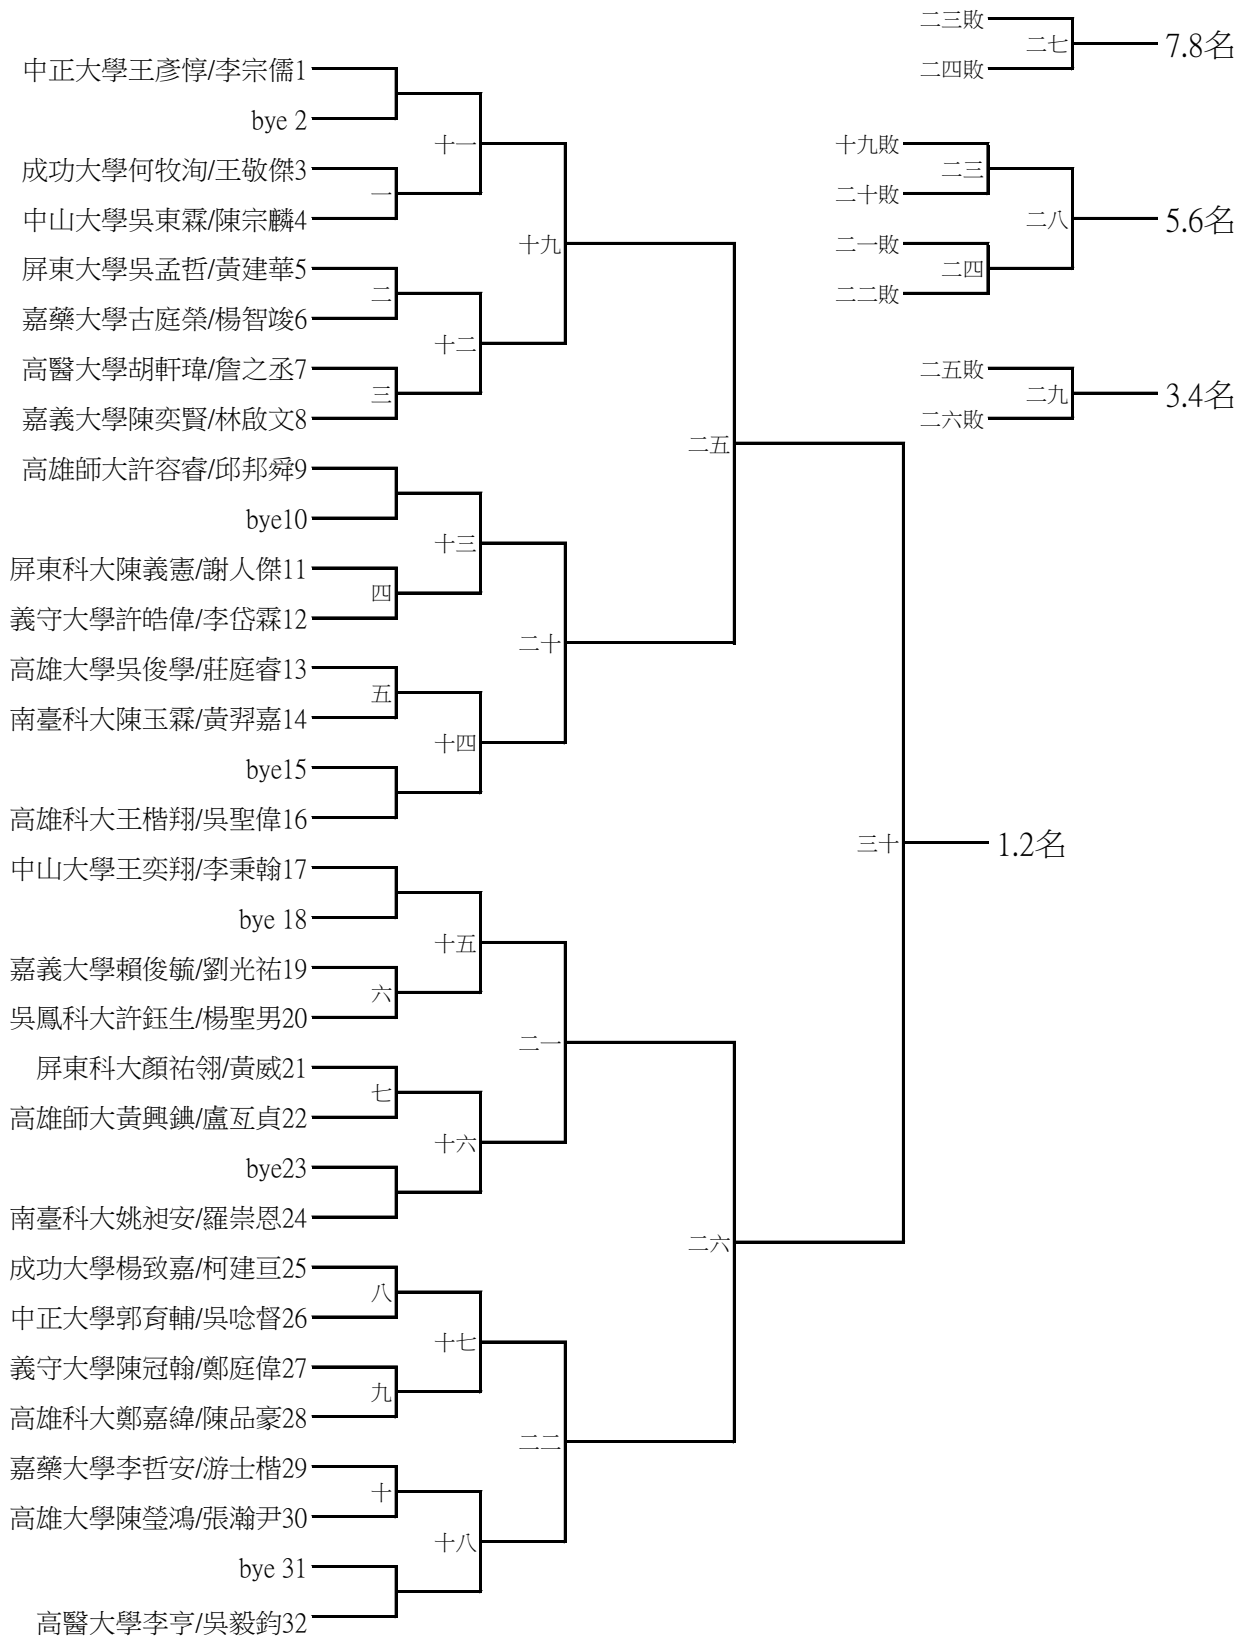 中正大學王彥惇/李宗儒1
bye 2
成功大學何牧洵/王敬傑3
中山大學吳東霖/陳宗麟4
屏東大學吳孟哲/黃建華5
嘉藥大學古庭榮/楊智竣6
高醫大學胡軒瑋/詹之丞7
嘉義大學陳奕賢/林啟文8
高雄師大許容睿/邱邦舜9
bye10
屏東科大陳義憲/謝人傑11
義守大學許皓偉/李岱霖12
高雄大學吳俊學/莊庭睿13
南臺科大陳玉霖/黃羿嘉14
bye15
高雄科大王楷翔/吳聖偉16
中山大學王奕翔/李秉翰17
bye 18
嘉義大學賴俊毓/劉光祐19
吳鳳科大許鈺生/楊聖男20
屏東科大顏祐翎/黃威21
高雄師大黃興錪/盧亙貞22
bye23
南臺科大姚昶安/羅崇恩24
成功大學楊致嘉/柯建亘25
中正大學郭育輔/吳唸督26
義守大學陳冠翰/鄭庭偉27
高雄科大鄭嘉緯/陳品豪28
嘉藥大學李哲安/游士楷29
高雄大學陳瑩鴻/張瀚尹30
bye 31
高醫大學李亨/吳毅鈞32
一
二
三
四
五
六
七
八
九
十
十一
十二
十三
十四
十五
十六
十七
十八
十九
二十
二一
二二
二五
二六
三十
1.2名
二三敗
二四敗
二七
7.8名
十九敗
二十敗
二三
二一敗
二二敗
二四
二八
5.6名
二五敗
二六敗
二九
3.4名